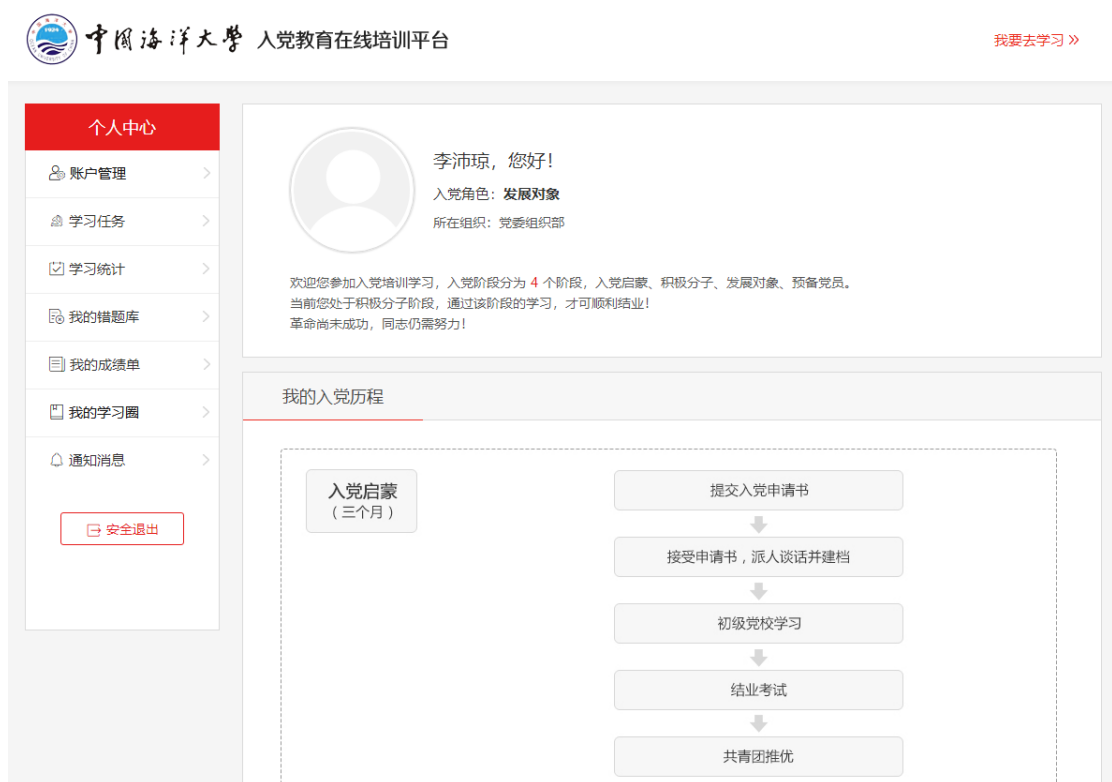 中国海洋大学 入党教育在线培训平台
我要去学习 »
个人中心
账户管理
学习任务
学习统计
我的错题库
我的成绩单
我的学习圈
通知消息
安全退出
李沛琼，您好！
入党角色：发展对象
所在组织：党委组织部
欢迎您参加入党培训学习，入党阶段分为 4 个阶段，入党启蒙、积极分子、发展对象、预备党员。
当前您处于积极分子阶段，通过该阶段的学习，才可顺利结业！
革命尚未成功，同志仍需努力！
我的入党历程
入党启蒙
（三个月）
提交入党申请书
接受申请书，派人谈话并建档
初级党校学习
结业考试
共青团推优